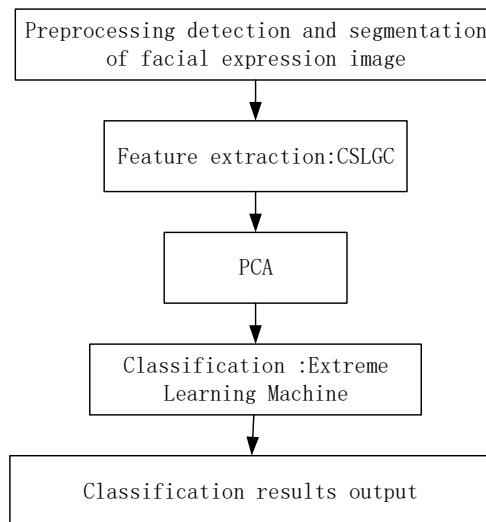 Preprocessing detection and segmentation
of facial expression image
Feature extraction:CSLGC
PCA
Classification :Extreme
Learning Machine
Classification results output